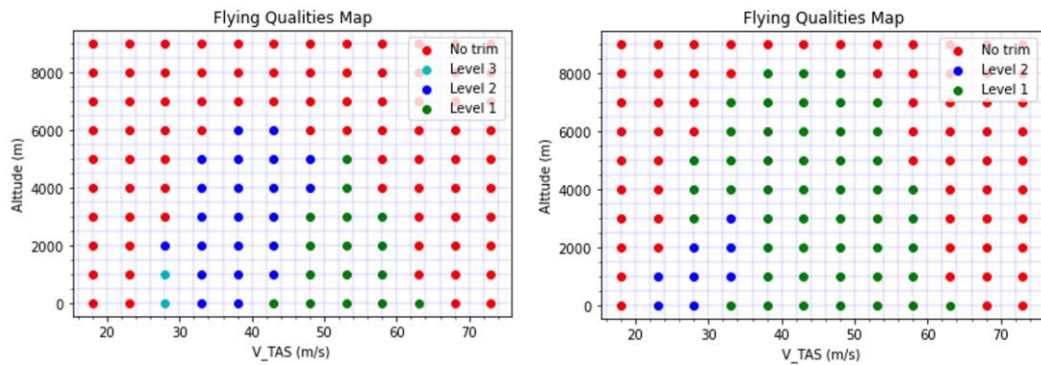 Flying Qualities Map
No trim
Level 3
Level 2
Level 1
8000
6000
4000
2000
0
Alttude (m)
20 30 40 50 60 70
V_TAS (m/s)
Flying Qualities Map
No trim
Level 2
Level 1
8000
6000
4000
2000
0
Alttude (m)
20 30 40 50 60 70
V_TAS (m/s)